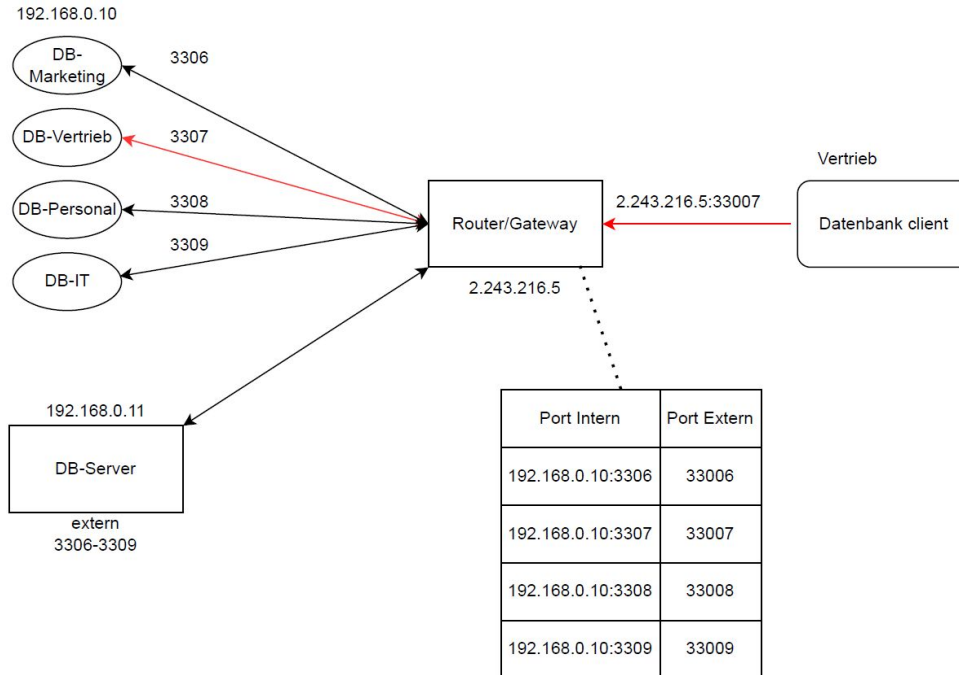 192.168.0.10
DB-
Marketing
3306
DB-Vertrieb
3307
DB-Personal
3308
DB-IT
3309
Router/Gateway
2.243.216.5
2.243.216.5:33007
Vertrieb
Datenbank client
192.168.0.11
DB-Server
extern
3306-3309
Port Intern Port Extern
192.168.0.10:3306 33006
192.168.0.10:3307 33007
192.168.0.10:3308 33008
192.168.0.10:3309 33009